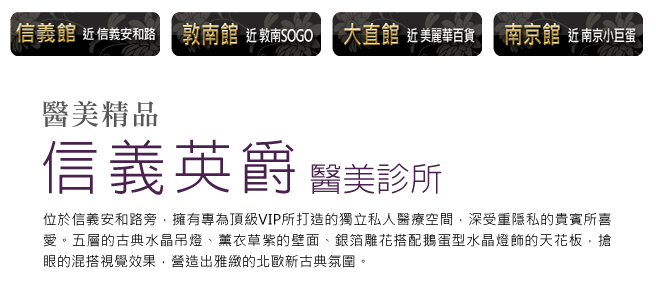 信義館 近 信義安和路
敦南館 近 敦南SOGO
大直館 近 美麗華百貨
南京館 近 南京小巨蛋
醫美精品
信義英爵 醫美診所
位於信義安和路旁，擁有專為頂級VIP所打造的獨立私人醫療空間，深受重隱私的貴賓所喜
愛。五層的古典水晶吊燈、薰衣草紫的壁面、銀箔雕花搭配鵝蛋型水晶燈飾的天花板，搶
眼的混搭視覺效果，營造出雅緻的北歐新古典氛圍。